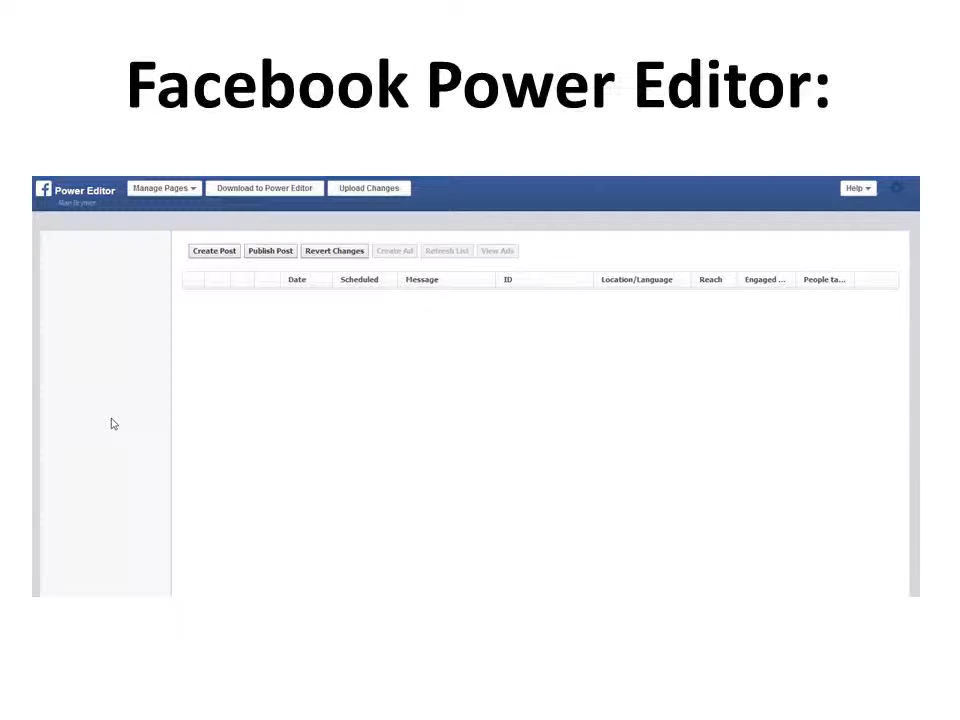 Facebook Power Editor:
f Power Editor Manage Pages Download to Power Editor Upload Changes Help
Create Post Publish Post Revert Changes Create Ad Refresh List View Ads
Date Scheduled Message ID Location/Language Reach Engaged ... People ta...